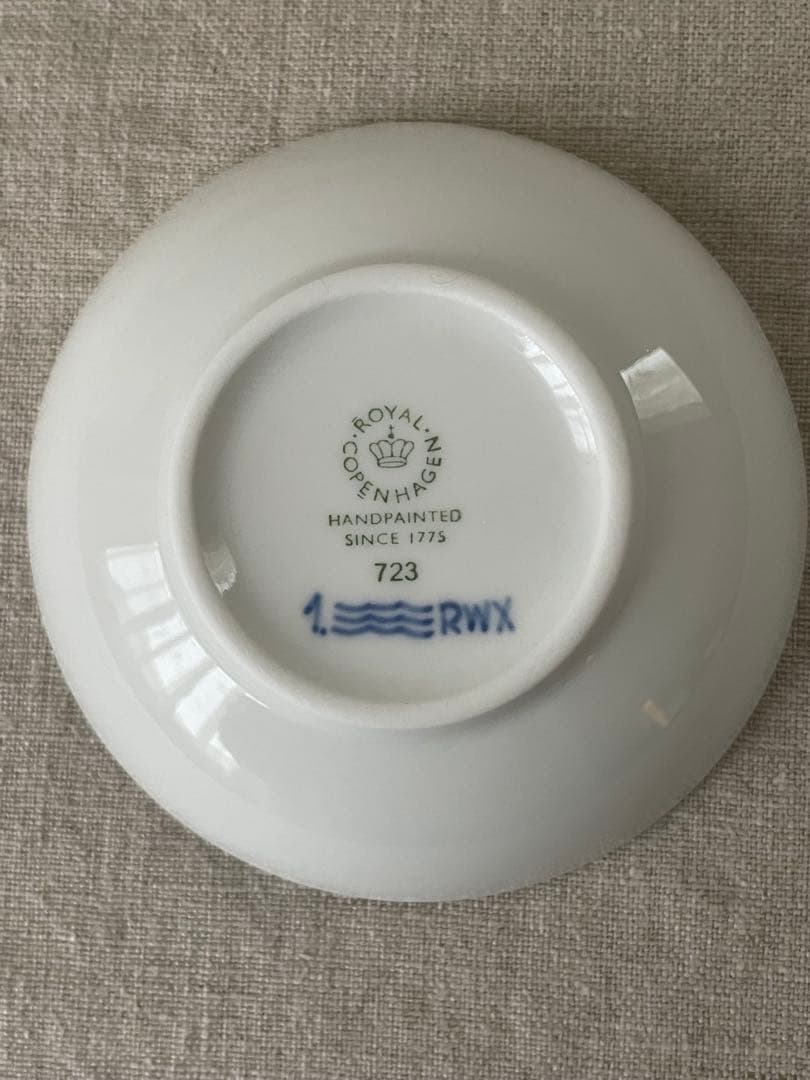 ROYAL
COPENHAGEN
HANDPAINTED
SINCE 1775
723
1. RWX